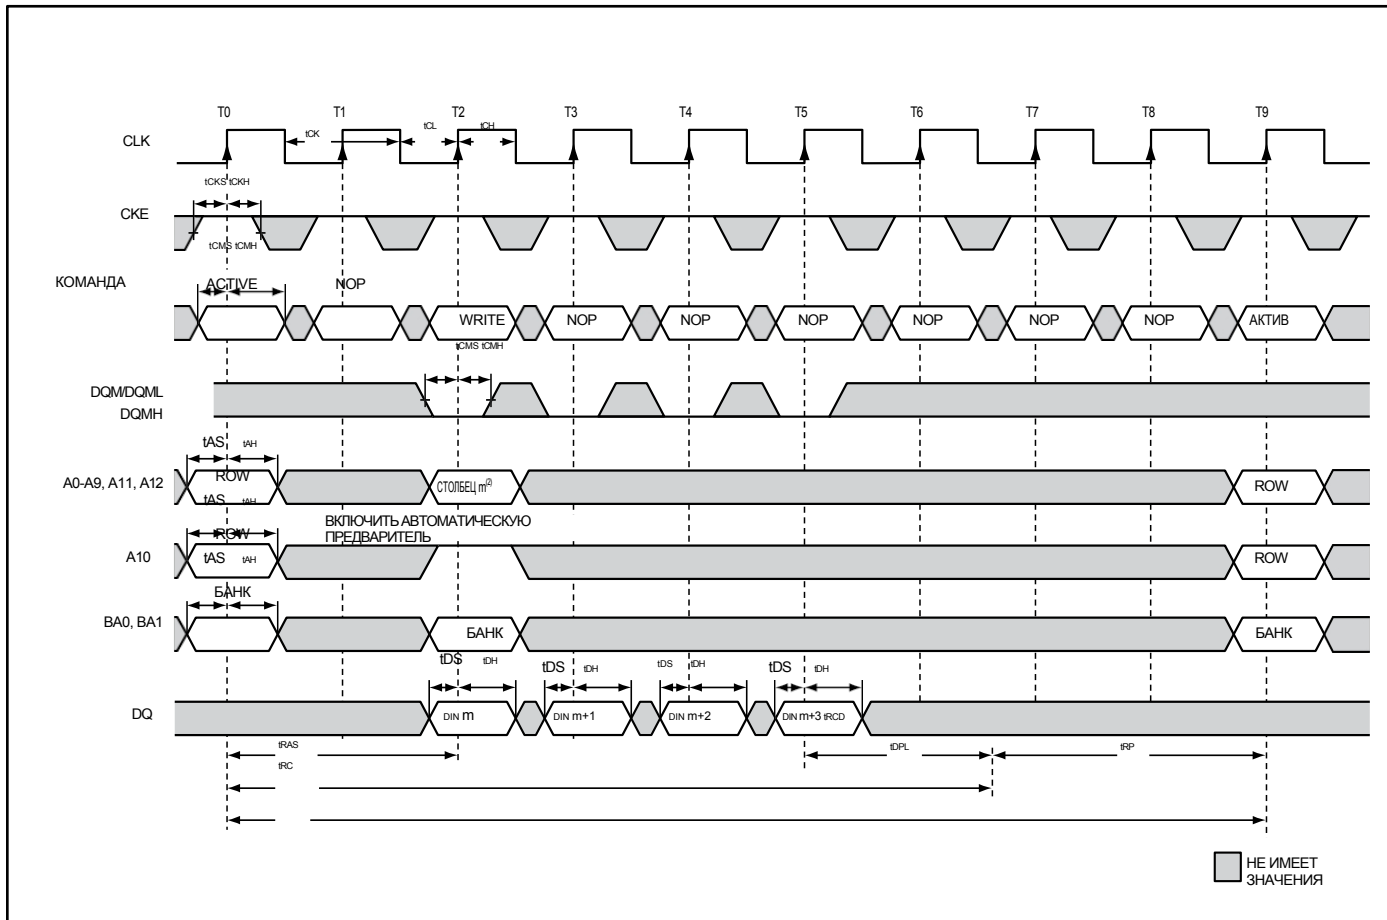 T0 T1 T2 T3 T4 T5 T6 T7 T8 T9
CLK tCK tCL tCH
tCKS tCKH
CKE
tCMS tCMH
КОМАНДА ACTIVE NOP
WRITE NOP NOP NOP NOP NOP NOP АКТИВ
tCMS tCMH
DQM/DQML
DQMH
tAS tAH
A0-A9, A11, A12 ROW СТОЛБЕЦ m(2) ROW
tAS tAH
ВКЛЮЧИТЬ АВТОМАТИЧЕСКУЮ
ПРЕДВАРИТЕЛЬ
ROW
A10 tAS tAH ROW
БАНК
BA0, BA1 БАНК БАНК
tDS tDH tDS tDH tDS tDH tDS tDH
DQ DIN m DIN m+1 DIN m+2 DIN m+3 tRCD
tRAS tDPL tRP
tRC
НЕ ИМЕЕТ
ЗНАЧЕНИЯ